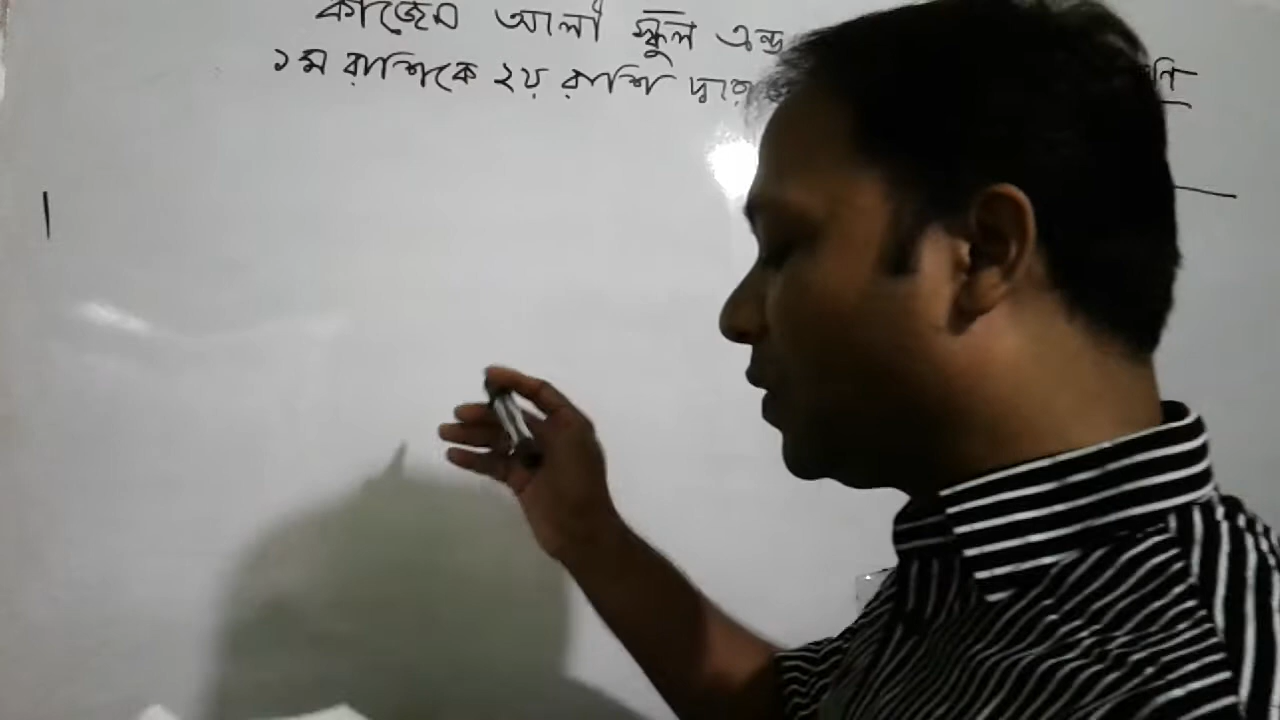 কাজেম আলী স্কুল এন্ড
১ম রাশিকে ২য় রাশি দ্বারা